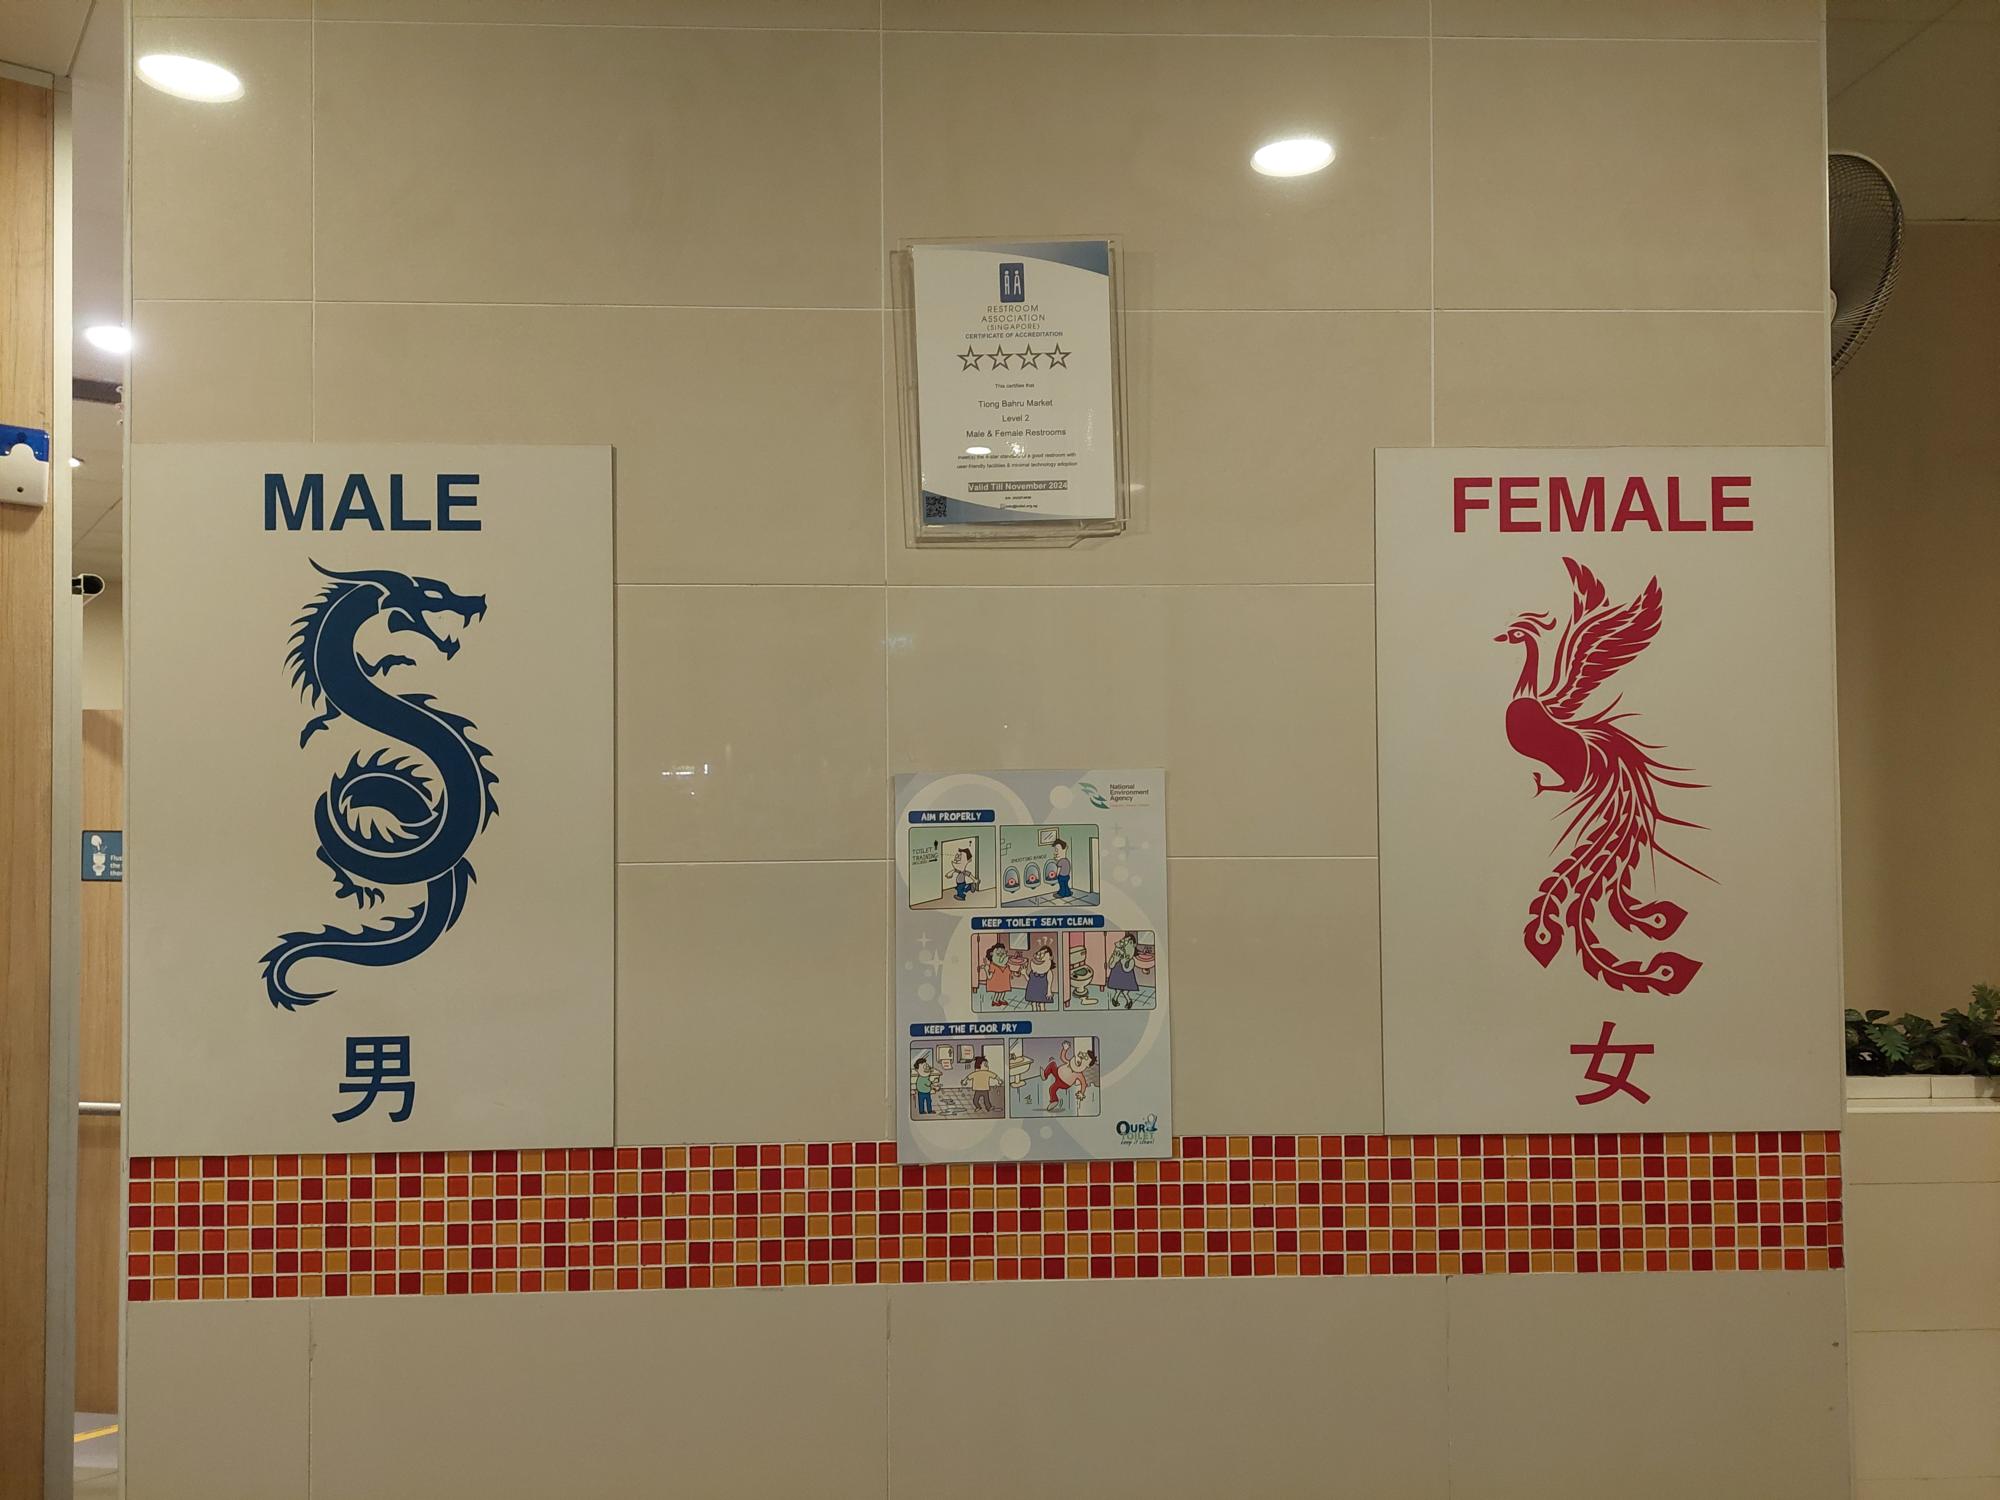 RESTROOM
ASSOCIATION
(SINGAPORE)
CERTIFICATE OF ACCREDITATION
This certifies that
Tiong Bahru Market
Level 2
Male & Female Restrooms
meet(s) the 4-star standard of a good restroom with
user-friendly facilities & minimal technology adoption
Valid Till November 2024
MALE
男
FEMALE
女
National
Environment
Agency
AIM PROPERLY
TOILET
TRAINING
SHOOTING RANGE
KEEP TOILET SEAT CLEAN
???
KEEP THE FLOOR DRY
OUR
TOILET
keep it clean!
Flus
the